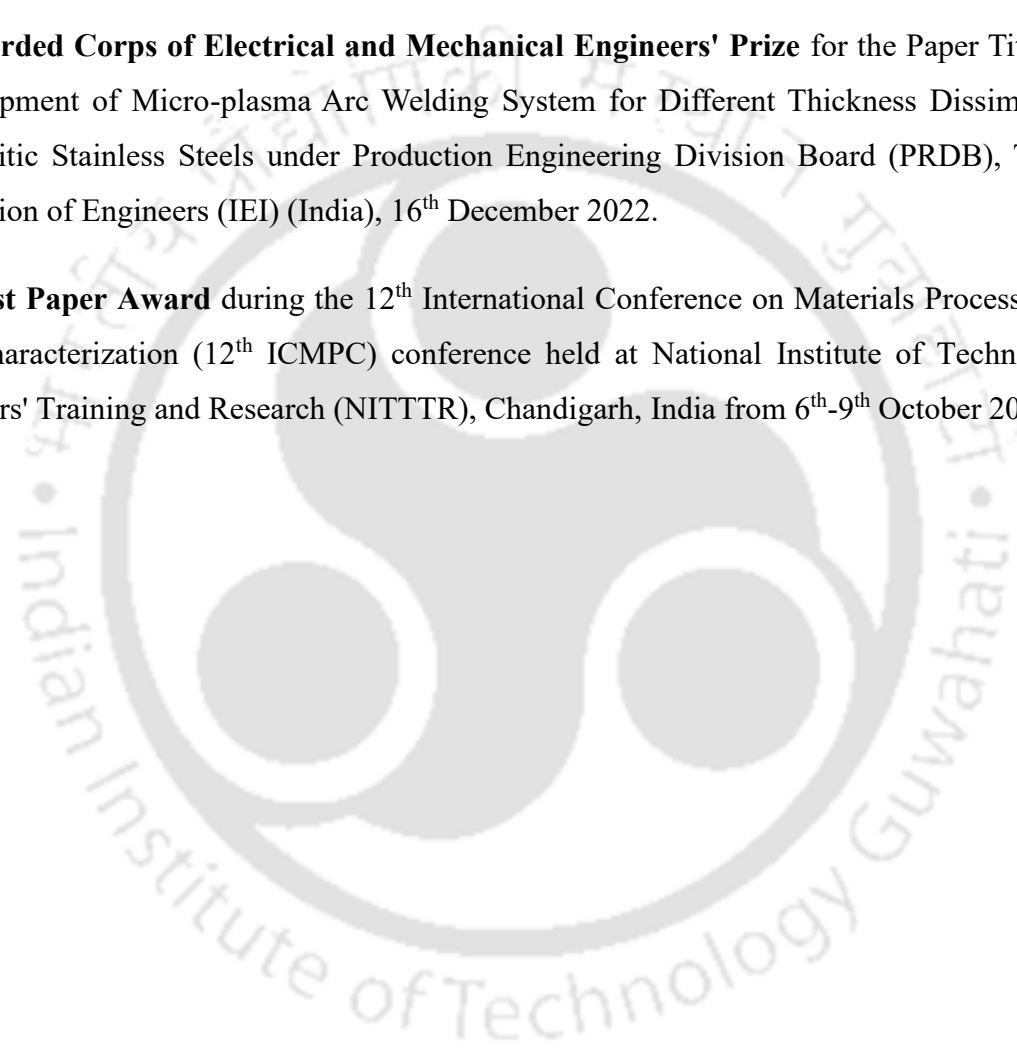 rded Corps of Electrical and Mechanical Engineers' Prize for the Paper Tit
pment of Micro-plasma Arc Welding System for Different Thickness Dissim
itic Stainless Steels under Production Engineering Division Board (PRDB), T
ion of Engineers (IEI) (India), 16th December 2022.
st Paper Award during the 12th International Conference on Materials Process
haracterization (12th ICMPC) conference held at National Institute of Techni
rs' Training and Research (NITTTR), Chandigarh, India from 6th-9th October 20
Indian Institute of Technology Guwahati